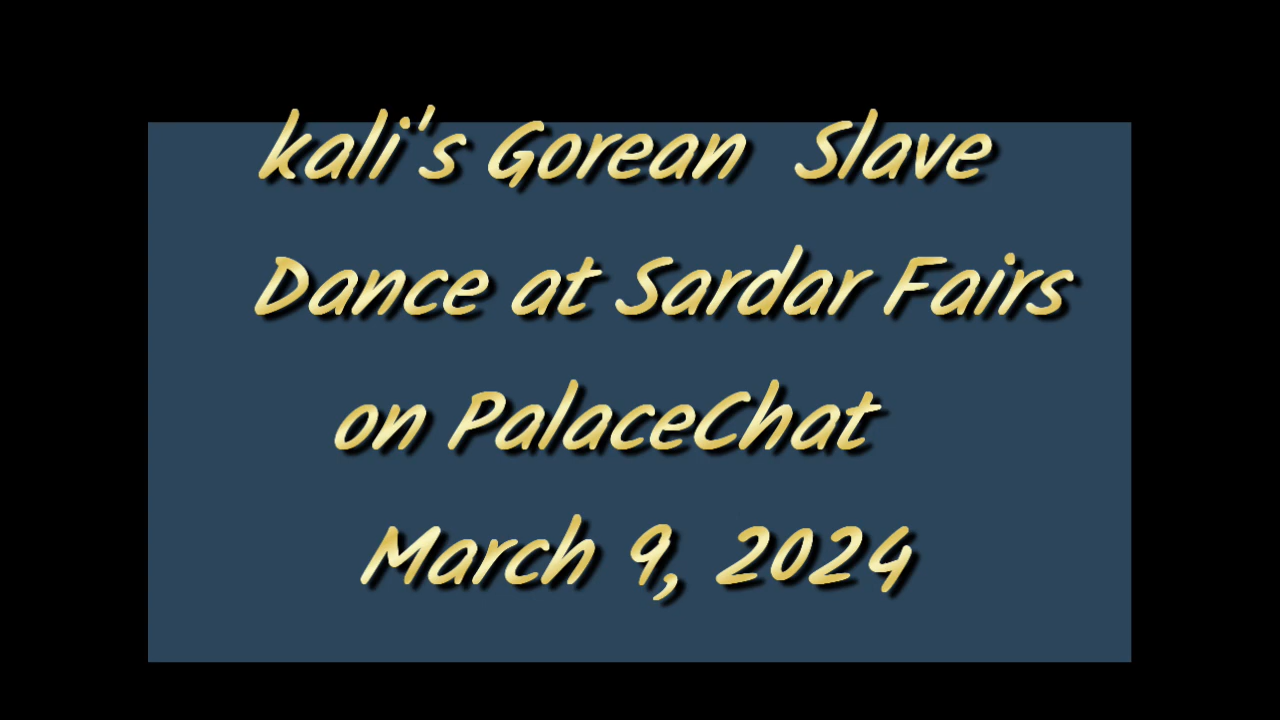 kali's Gorean Slave
Dance at Sardar Fairs
on PalaceChat
March 9, 2024